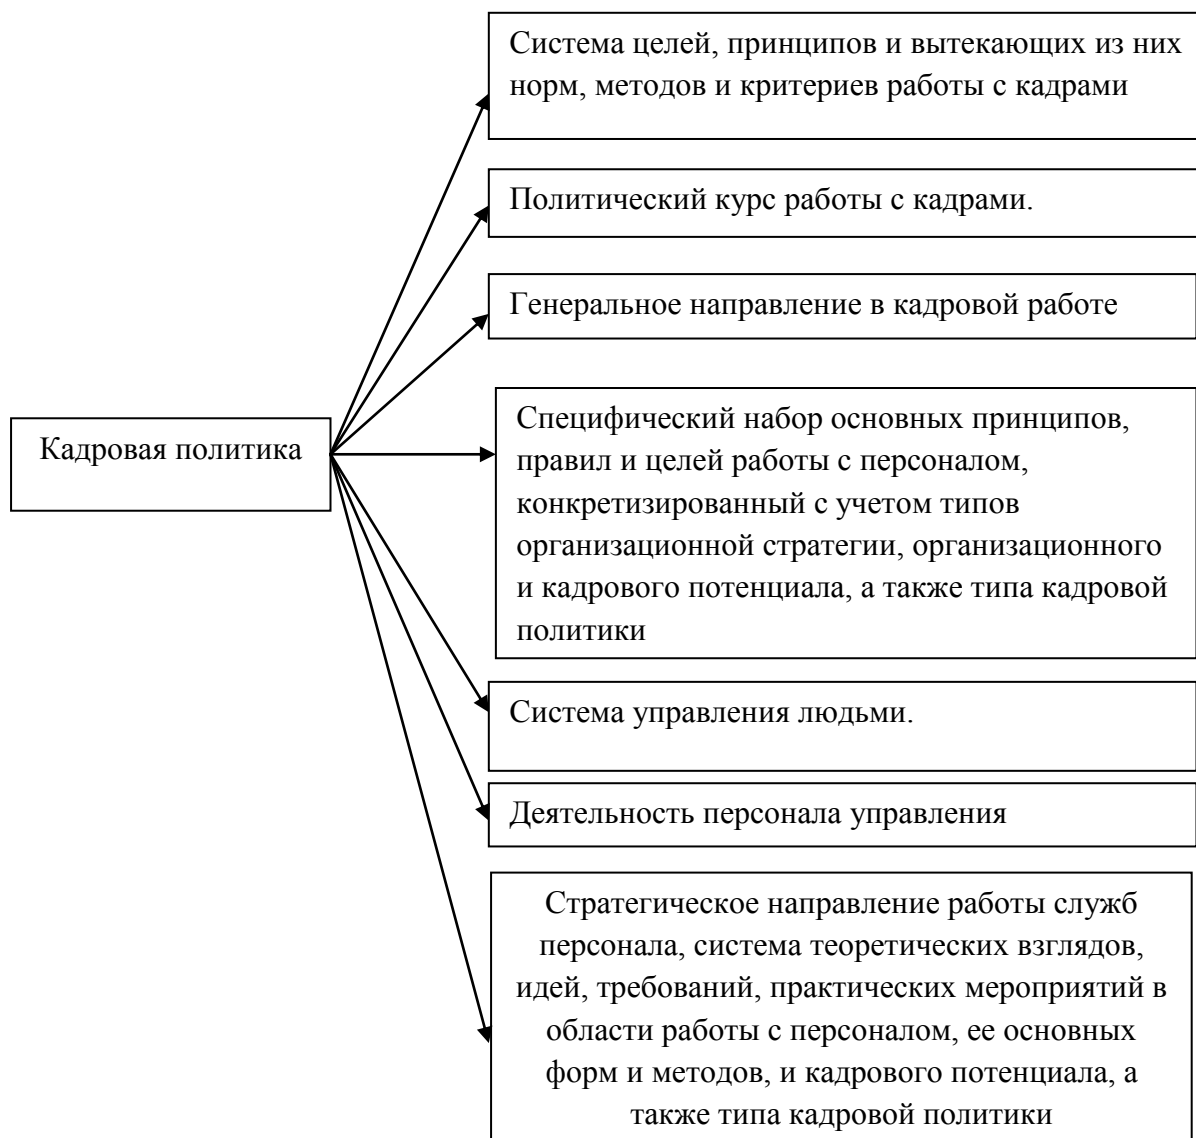 Система целей, принципов и вытекающих из них
норм, методов и критериев работы с кадрами
Политический курс работы с кадрами.
Генеральное направление в кадровой работе
Кадровая политика
Специфический набор основных принципов,
правил и целей работы с персоналом,
конкретизированный с учетом типов
организационной стратегии, организационного
и кадрового потенциала, а также типа кадровой
политики
Система управления людьми.
Деятельность персонала управления
Стратегическое направление работы служб
персонала, система теоретических взглядов,
идей, требований, практических мероприятий в
области работы с персоналом, ее основных
форм и методов, и кадрового потенциала, а
также типа кадровой политики